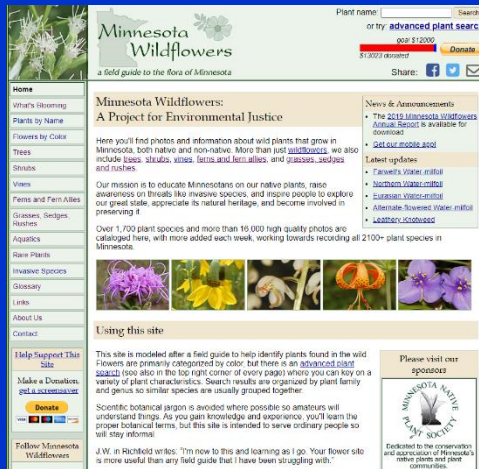 Minnesota
Wildflowers
a field guide to the flora of Minnesota
Plant name:
Search
or try: advanced plant searc
goal $12000
$13023 donated
Donate
Share:
Home
What's Blooming
Plants by Name
Flowers by Color
Trees
Shrubs
Vines
Ferns and Fern Allies
Grasses, Sedges,
Rushes
Aquatics
Rare Plants
Invasive Species
Glossary
Links
About Us
Contact
Help Support This
Site
Make a Donation,
get a screensaver
Donate
Follow Minnesota
Wildflowers
Minnesota Wildflowers:
A Project for Environmental Justice
Here you'll find photos and information about wild plants that grow in
Minnesota, both native and non-native. More than just wildflowers, we also
include trees, shrubs, vines, ferns and fern allies, and grasses, sedges
and rushes.
Our mission is to educate Minnesotans on our native plants, raise
awareness on threats like invasive species, and inspire people to explore
our great state, appreciate its natural heritage, and become involved in
preserving it.
Over 1,700 plant species and more than 16,000 high quality photos are
cataloged here, with more added each week, working towards recording all 2100+ plant species in
Minnesota.
News & Announcements
The 2019 Minnesota Wildflowers
Annual Report is available for
download
Get our mobile app!
Latest updates
Farwell's Water-milfoil
Northern Water-milfoil
Eurasian Water-milfoil
Alternate-flowered Water-milfoil
Leathery Knotweed
Using this site
This site is modeled after a field guide to help identify plants found in the wild.
Flowers are primarily categorized by color, but there is an advanced plant
search (see also in the top right corner of every page) where you can key on a
variety of plant characteristics. Search results are organized by plant family
and genus so similar species are usually grouped together.
Scientific botanical jargon is avoided where possible so amateurs will
understand things. As you gain knowledge and experience, you'll learn the
proper botanical terms, but this site is intended to serve ordinary people so
will stay informal.
J.W. in Richfield writes: "I'm new to this and learning as I go. Your flower site
is more useful than any field guide that I have been struggling with."
Please visit our
sponsors
MINNESOTA NATIVE
PLANT SOCIETY
Dedicated to the conservation
and appreciation of Minnesota's
native plants and plant
communities.